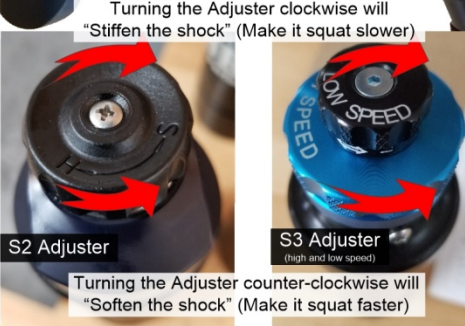 Turning the Adjuster clockwise will
“Stiffen the shock” (Make it squat slower)
S
H
LOW SPEED
SPEED
S2 Adjuster
S3 Adjuster
(high and low speed)
Turning the Adjuster counter-clockwise will
“Soften the shock” (Make it squat faster)